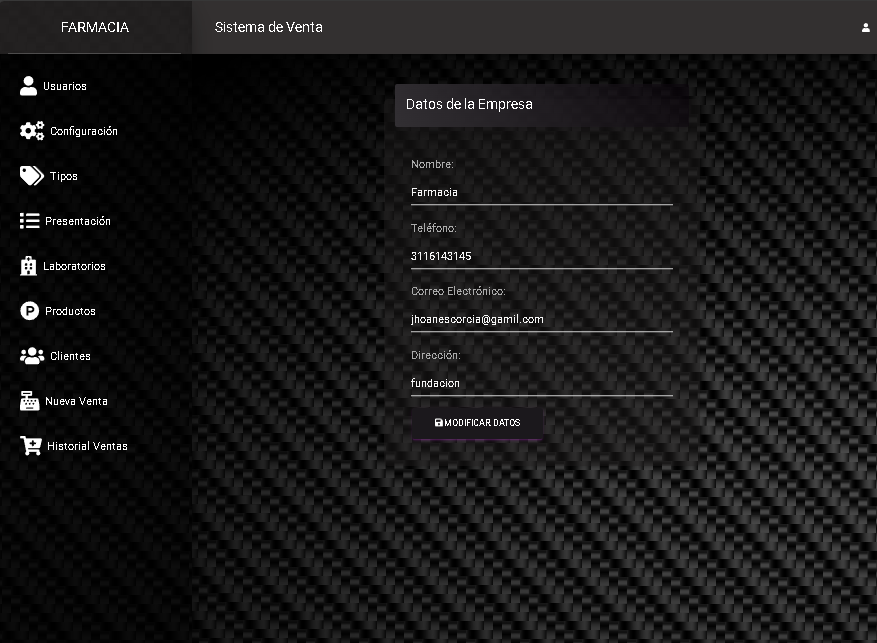 FARMACIA
Sistema de Venta
Usuarios
Configuración
Tipos
Presentación
Laboratorios
Productos
Clientes
Nueva Venta
Historial Ventas
Datos de la Empresa
Nombre:
Farmacia
Teléfono:
3116143145
Correo Electrónico:
jhoanescorcia@gamil.com
Dirección:
fundacion
MODIFICAR DATOS